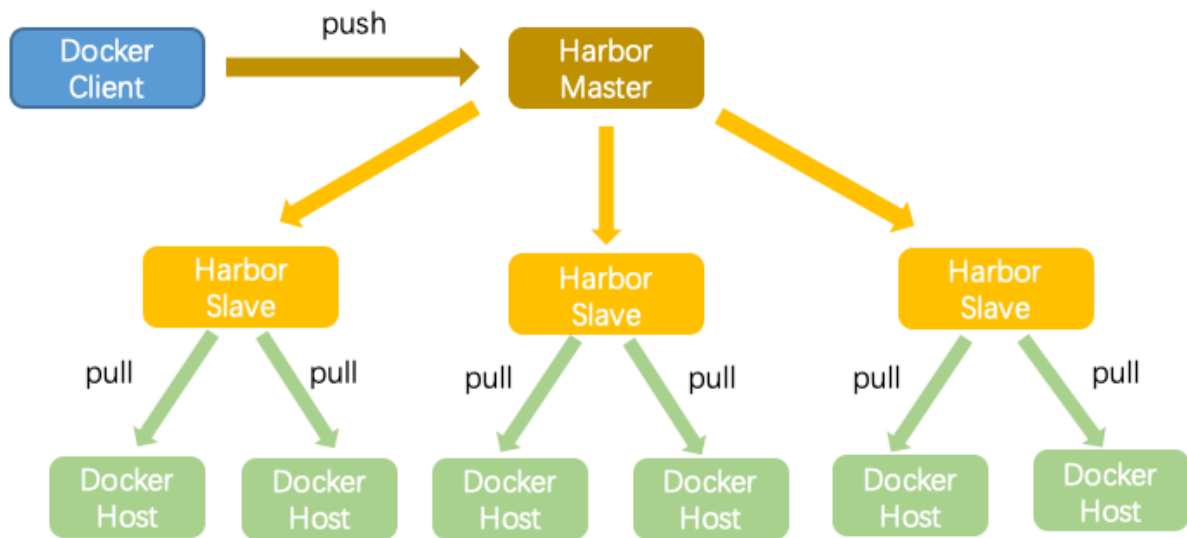 push
Docker
Client
Harbor
Master
Harbor
Slave
Harbor
Slave
Harbor
Slave
pull
pull
pull
pull
pull
pull
Docker
Host
Docker
Host
Docker
Host
Docker
Host
Docker
Host
Docker
Host